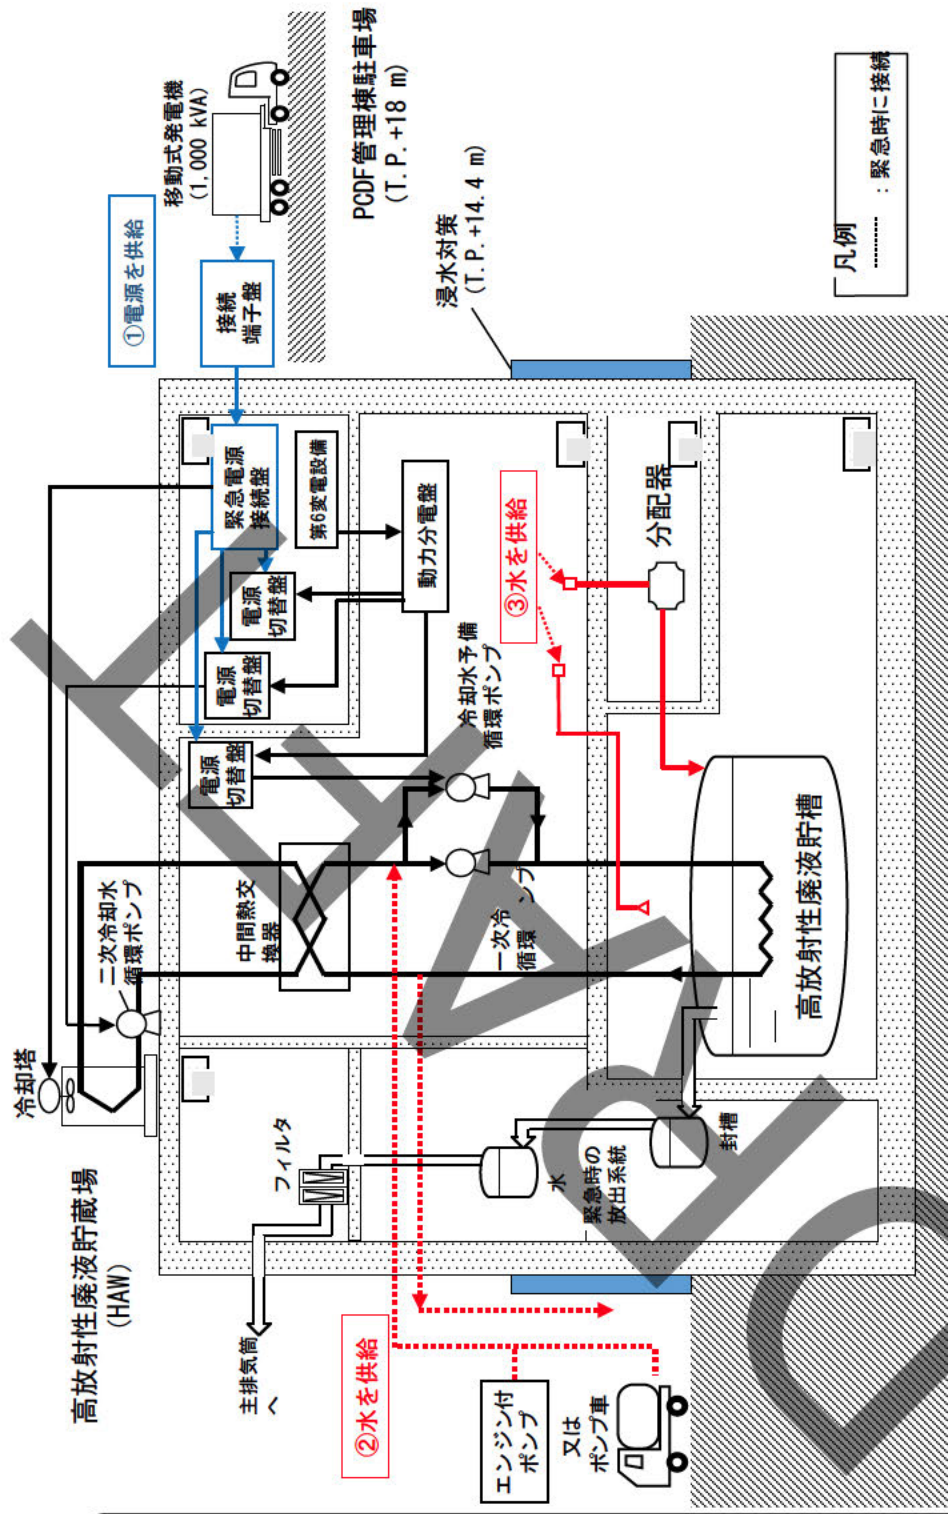 高放射性廃液貯蔵場
(HAW)
冷却塔
二次冷却水
循環ポンプ
①電源を供給
移動式発電機
(1,000 kVA)
接続
端子盤
PCDF管理棟駐車場
(T.P.+18 m)
主排気筒
へ
フィルタ
中間熱交
換器
電源
切替盤
電源
切替盤
電源
切替盤
緊急電源
接続盤
第6変電設備
動力分電盤
浸水対策
(T.P.+14.4 m)
②水を供給
一次冷
循環
ンプ
冷却水予備
循環ポンプ
③水を供給
エンジン付
ポンプ
又は
ポンプ車
水
緊急時の
放出系統
封槽
分配器
高放射性廃液貯槽
凡例
:緊急時に接続
DRAFT